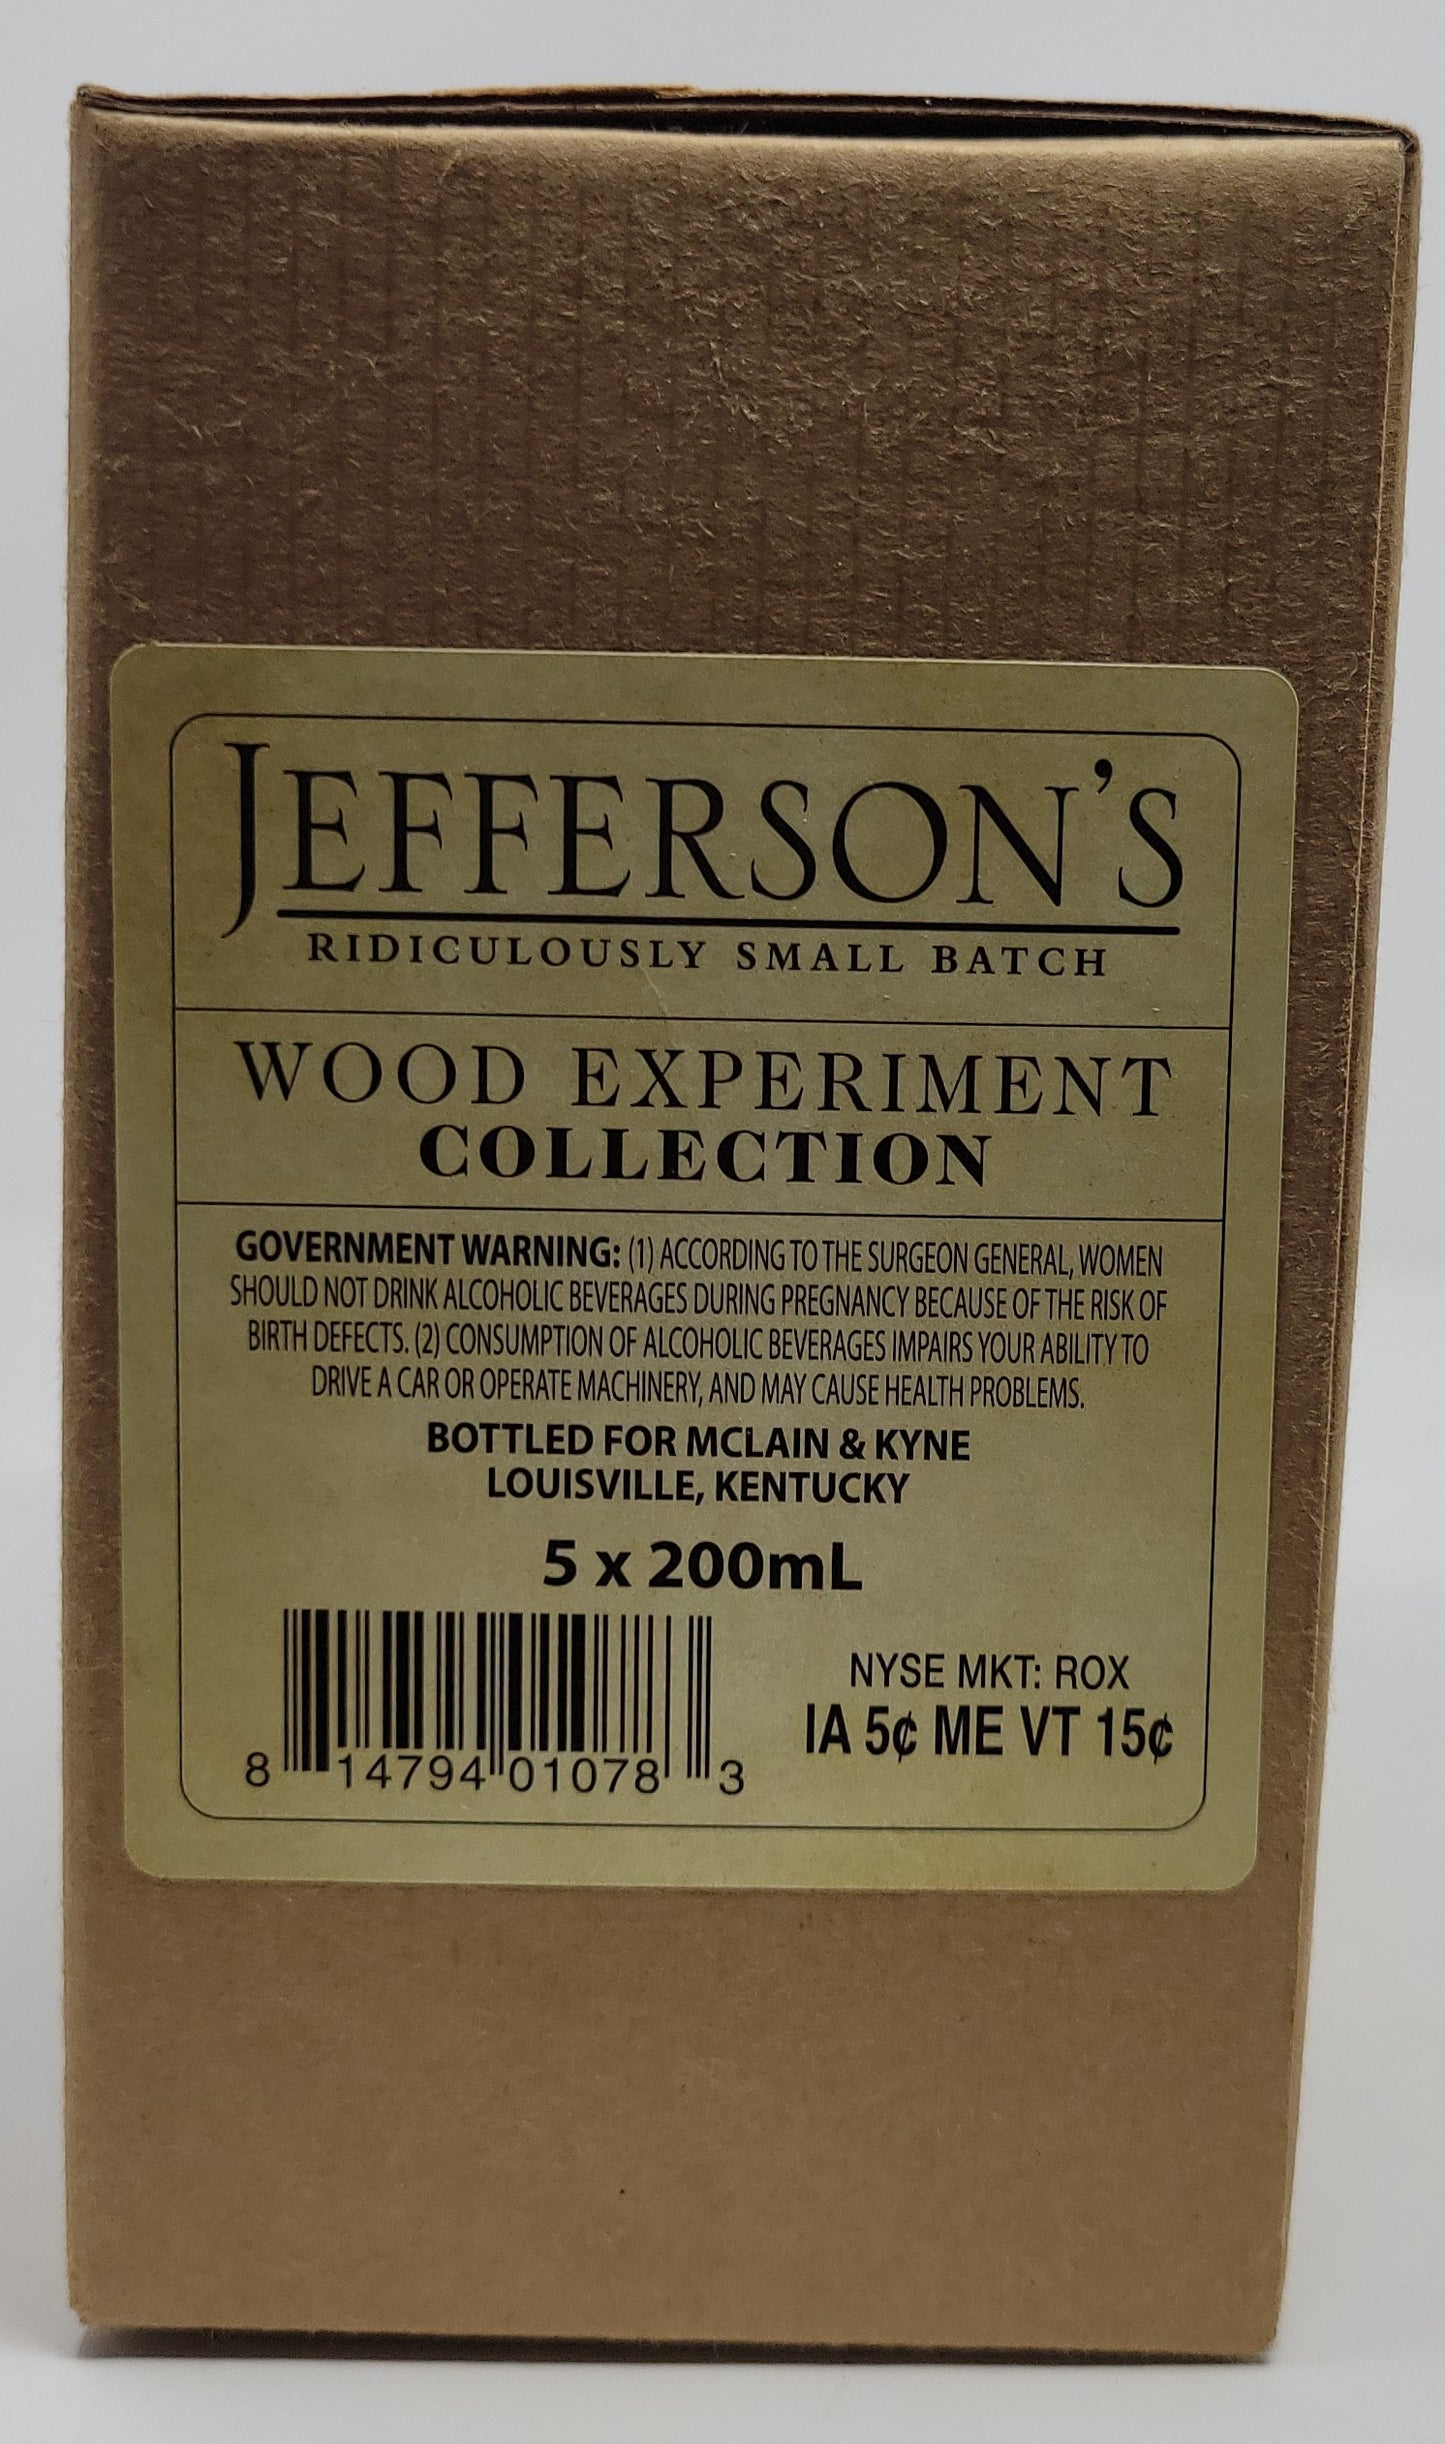 JEFFERSON'S
RIDICULOUSLY SMALL BATCH
WOOD EXPERIMENT
COLLECTION
GOVERNMENT WARNING: (1) ACCORDING TO THE SURGEON GENERAL, WOMEN
SHOULD NOT DRINK ALCOHOLIC BEVERAGES DURING PREGNANCY BECAUSE OF THE RISK OF
BIRTH DEFECTS. (2) CONSUMPTION OF ALCOHOLIC BEVERAGES IMPAIRS YOUR ABILITY TO
DRIVE A CAR OR OPERATE MACHINERY, AND MAY CAUSE HEALTH PROBLEMS.
BOTTLED FOR MCLAIN & KYNE
LOUISVILLE, KENTUCKY
5 x 200mL
NYSE MKT: ROX
IA 5¢ ME VT 15¢
8 14794 01078 3